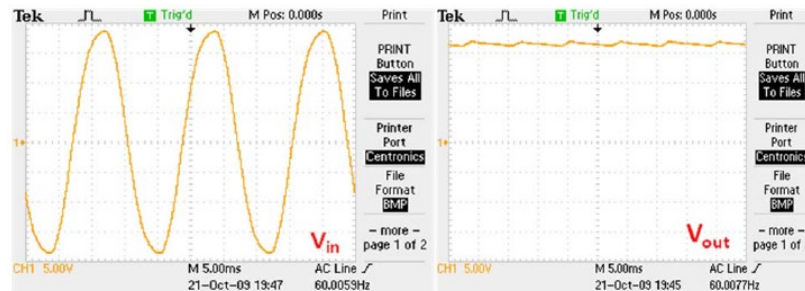 Tek T Trig'd M Pos: 0.000s Print
PRINT
Button
Saves All
To Files
1
Printer
Port
Centronics
File
Format
BMP
Vin
– more –
page 1 of 2
CH1 5.00V M 5.00ms AC Line
21-Oct-09 19:47 60.0059Hz
Tek T Trig'd M Pos: 0.000s Print
PRINT
Button
Saves All
To Files
1
Printer
Port
Centronics
File
Format
BMP
Vout
– more –
page 1 of
CH1 5.00V M 5.00ms AC Line
21-Oct-09 19:45 60.0077Hz